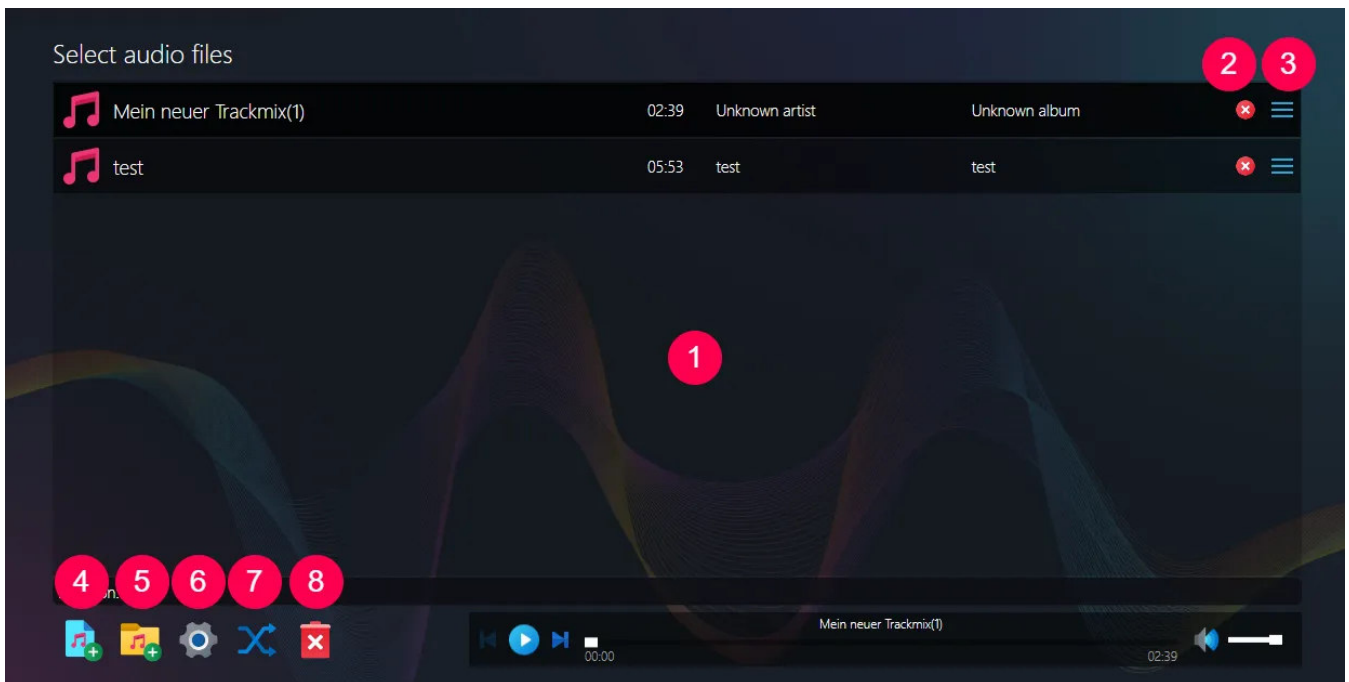 Select audio files
2 3
Mein neuer Trackmix(1) 02:39 Unknown artist Unknown album
test 05:53 test test
1
4 5 6 7 8
Mein neuer Trackmix(1)
00:00 02:39